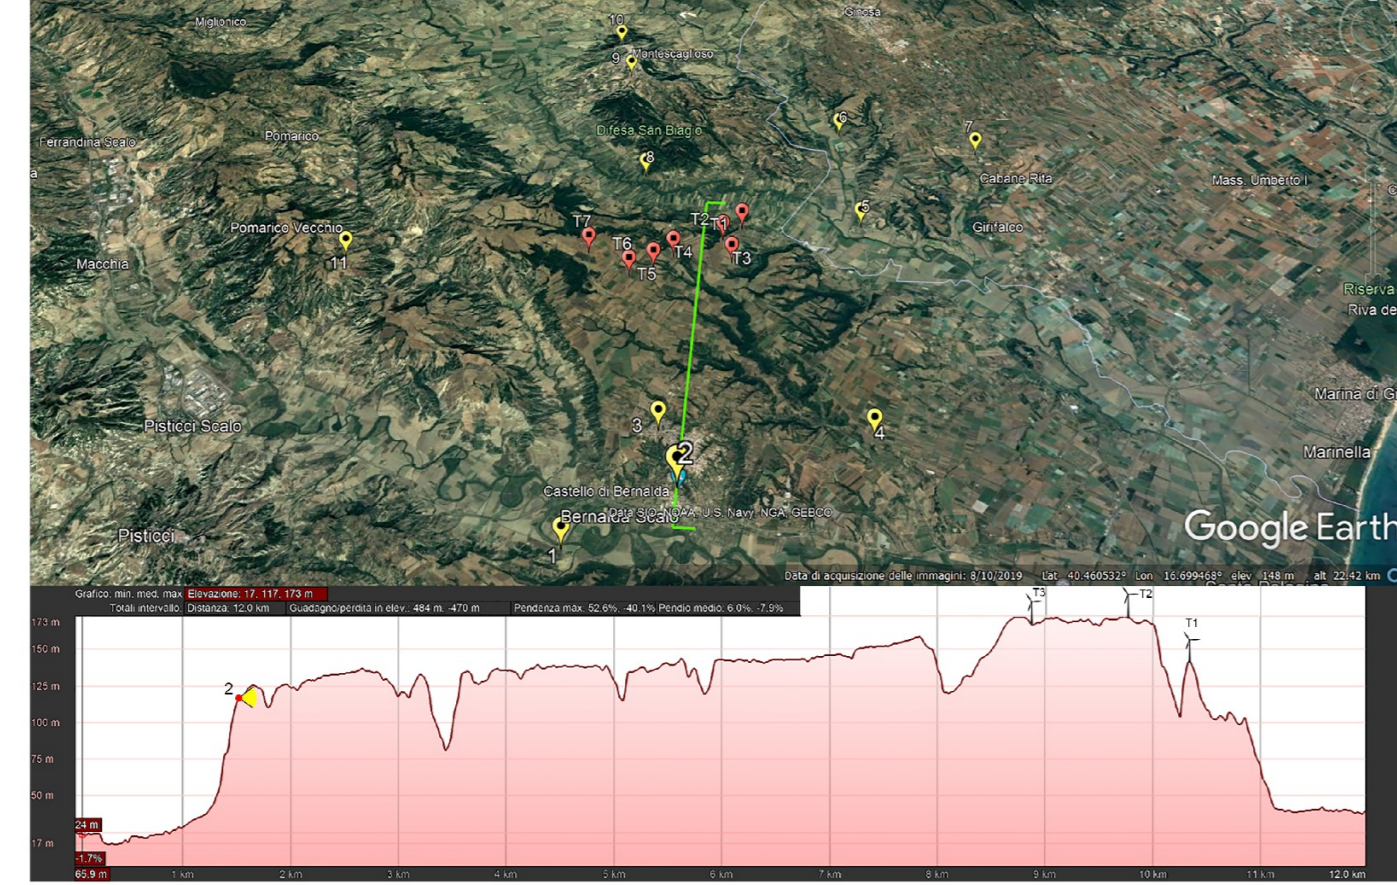 10
Ginosa
Miglionico
9 Montescaglioso
6
7
Difesa San Biagio
Pomarico
Ferrandina Scalo
8
Cabane Rita
Mass. Umberto I
a
C
5
T7
T2
T1
Pomarico Vecchio
Girifalco
T6
T4
T3
11
T5
Macchia
Riserva
Riva de
Marina di Gi
3
4
Pisticci Scalo
2
Marinella
Castello di Bernalda
Bernalda Scalo
Data SIO, NOAA, U.S. Navy, NGA, GEBCO
1
Pisticci
Google Earth
Data di acquisizione delle immagini: 8/10/2019 Lat 40.460532° Lon 16.699468° elev 148 m alt 22.42 km
Grafico: min. med. max Elevazione: 17. 117. 173 m
Totali intervallo: Distanza: 12.0 km Guadagno/perdita in elev.: 484 m. -470 m Pendenza max: 52.6%. -40.1% Pendio medio: 6.0%. -7.9%
T3
T2
T1
173 m
150 m
125 m
2
100 m
75 m
50 m
24 m
17 m
-1.7%
65.9 m 1 km 2 km 3 km 4 km 5 km 6 km 7 km 8 km 9 km 10 km 11 km 12.0 km